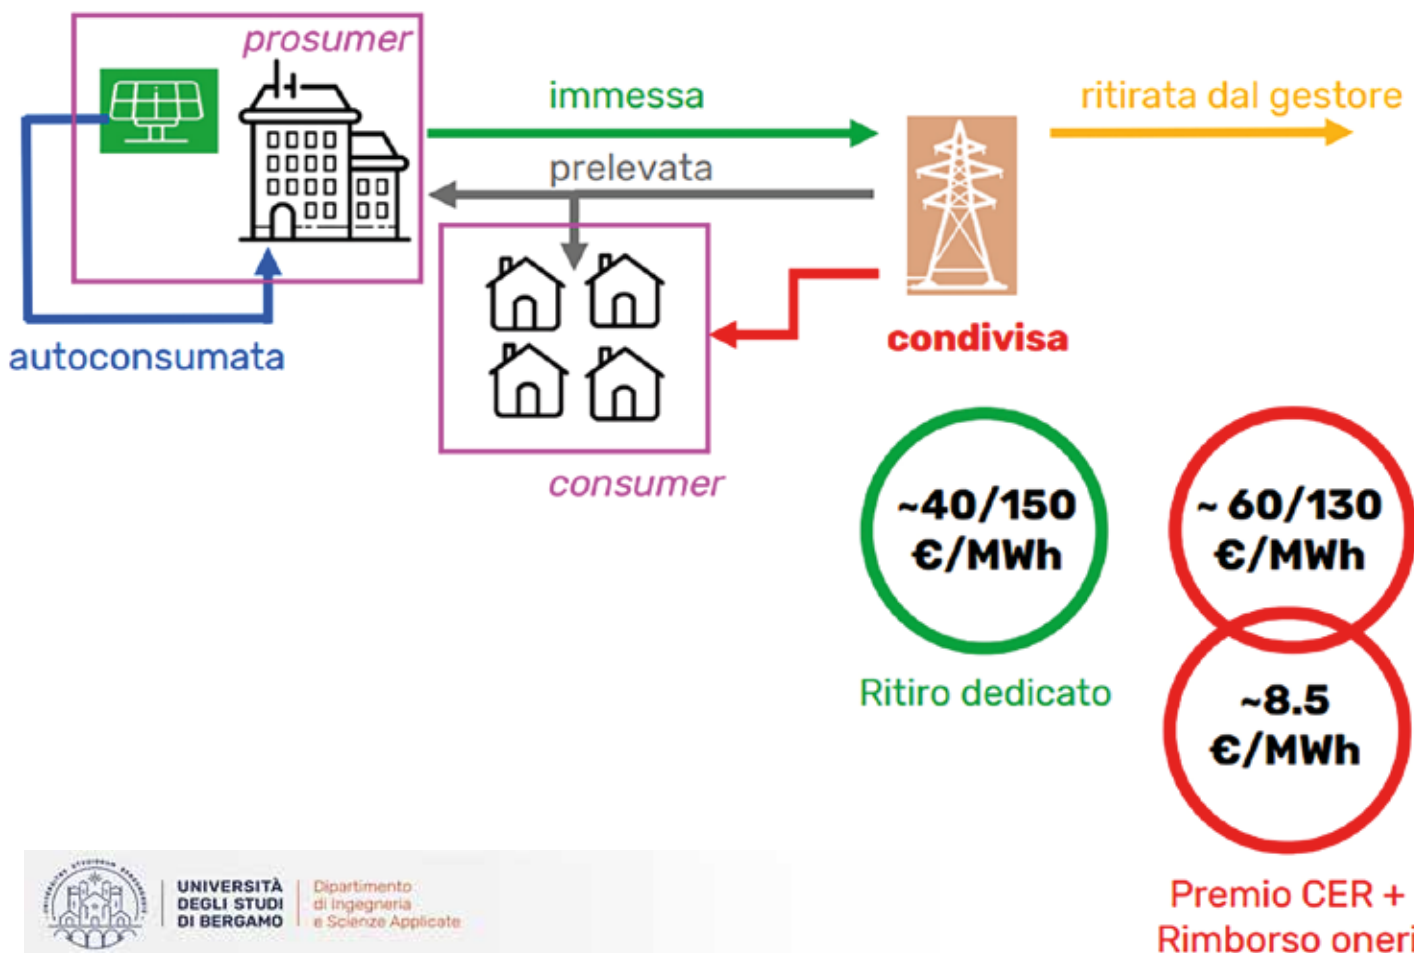 prosumer
immessa
ritirata dal gestore
prelevata
condivisa
autoconsumata
consumer
~40/150
€/MWh
~ 60/130
€/MWh
Ritiro dedicato
~8.5
€/MWh
Premio CER +
Rimborso oneri
UNIVERSITÀ
DEGLI STUDI
DI BERGAMO
Dipartimento
di Ingegneria
e Scienze Applicate